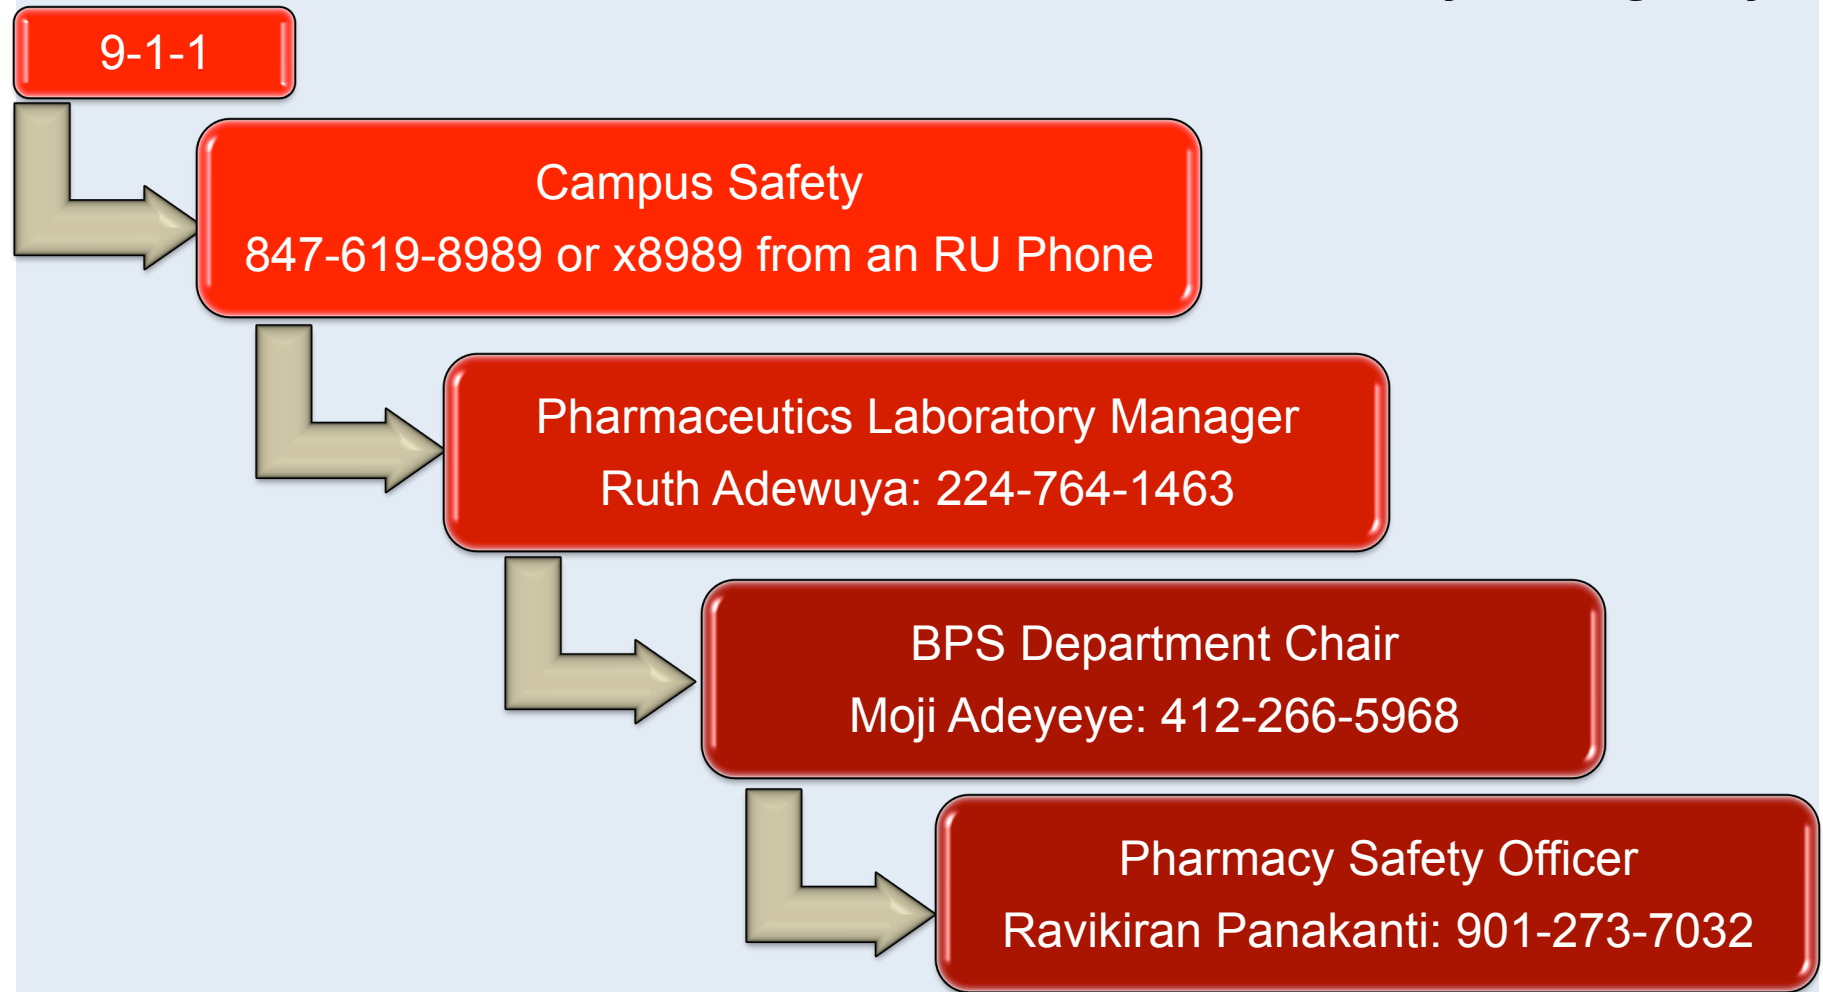 9-1-1
Campus Safety
847-619-8989 or x8989 from an RU Phone
Pharmaceutics Laboratory Manager
Ruth Adewuya: 224-764-1463
BPS Department Chair
Moji Adeyeye: 412-266-5968
Pharmacy Safety Officer
Ravikiran Panakanti: 901-273-7032